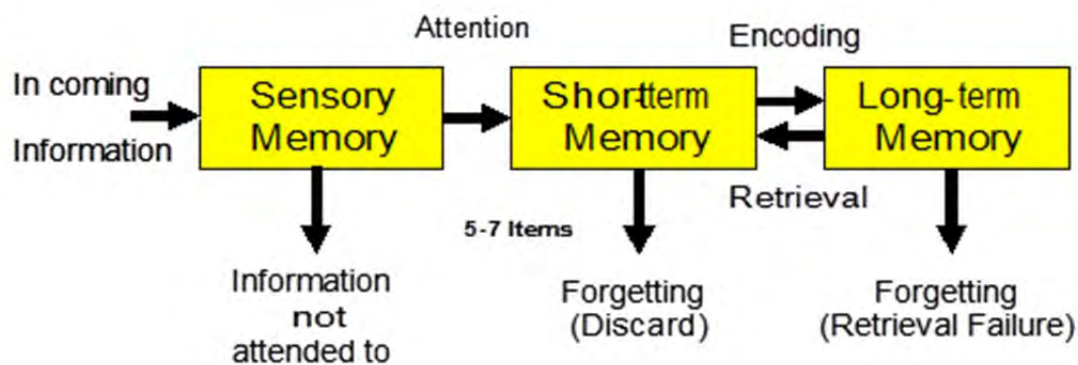 Attention
Encoding
In coming
Information
Sensory
Memory
Short-term
Memory
Long-term
Memory
Retrieval
5-7 Items
Information
not
attended to
Forgetting
(Discard)
Forgetting
(Retrieval Failure)